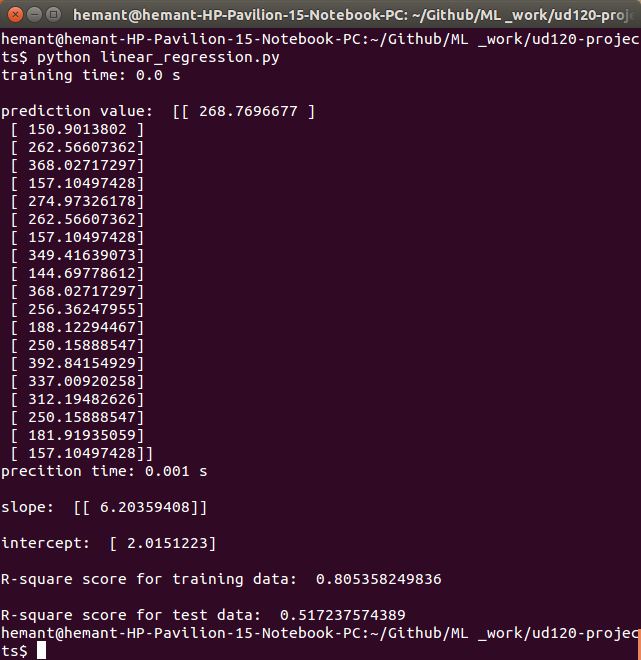 hemant@hemant-HP-Pavilion-15-Notebook-PC: ~/Github/ML _work/ud120-proje
hemant@hemant-HP-Pavilion-15-Notebook-PC:~/Github/ML _work/ud120-projec
ts$ python linear_regression.py
training time: 0.0 s
prediction value:  [[ 268.7696677 ]
 [ 150.9013802 ]
 [ 262.56607362]
 [ 368.02717297]
 [ 157.10497428]
 [ 274.97326178]
 [ 262.56607362]
 [ 157.10497428]
 [ 349.41639073]
 [ 144.69778612]
 [ 368.02717297]
 [ 256.36247955]
 [ 188.12294467]
 [ 250.15888547]
 [ 392.84154929]
 [ 337.00920258]
 [ 312.19482626]
 [ 250.15888547]
 [ 181.91935059]
 [ 157.10497428]]
precition time: 0.001 s
slope:  [[ 6.20359408]]
intercept:  [ 2.0151223]
R-square score for training data:  0.805358249836
R-square score for test data:  0.517237574389
hemant@hemant-HP-Pavilion-15-Notebook-PC:~/Github/ML _work/ud120-projec
ts$